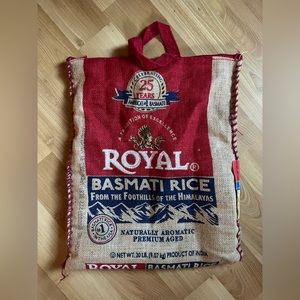 CELEBRATING
25
YEARS
AMERICA'S #1 BASMATI
A TRADITION OF EXCELLENCE
ROYAL®
BASMATI RICE
FROM THE FOOTHILLS OF THE HIMALAYAS
#1
NATURALLY AROMATIC
PREMIUM AGED
NET WT. 20 LB. (9.07 KG) PRODUCT OF INDIA
ROYAL BASMATI RICE